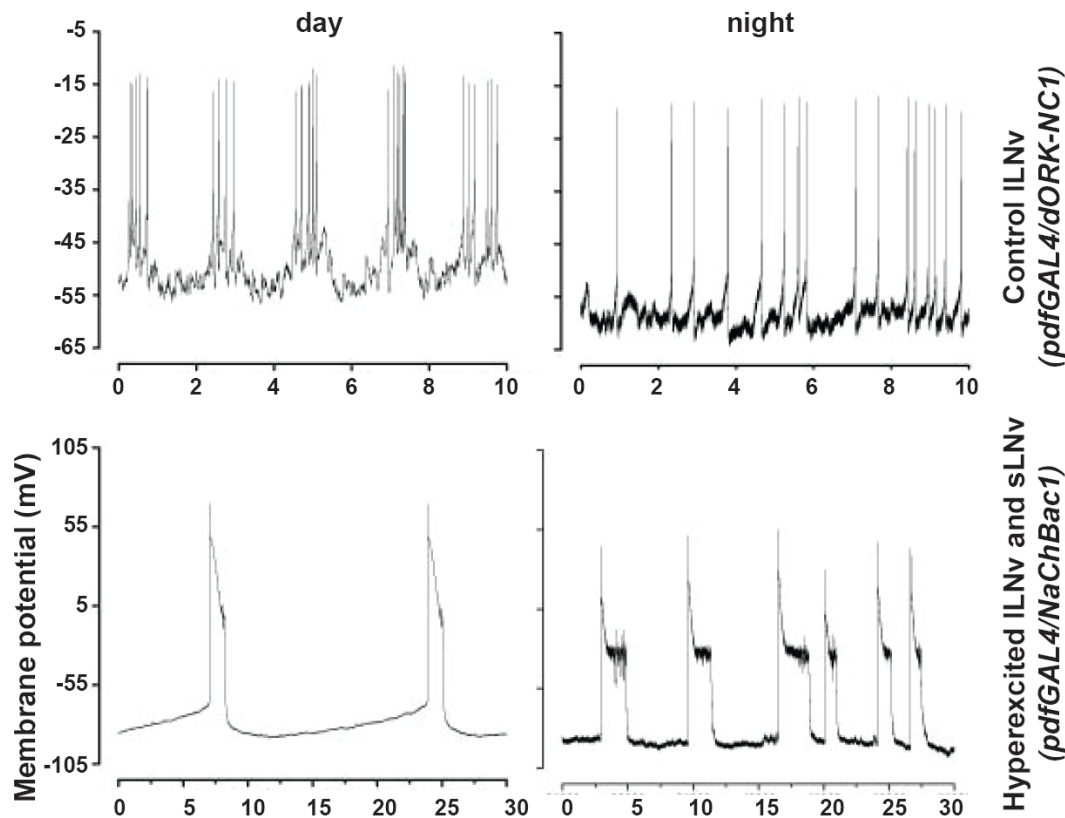 day
night
-5
-15
-25
-35
-45
-55
-65
0 2 4 6 8 10
0 2 4 6 8 10
Control lLNv
(pdfGAL4/dORK-NC1)
Membrane potential (mV)
105
55
5
-55
-105
0 5 10 15 20 25 30
0 5 10 15 20 25 30
Hyperexcited lLNv and sLNv
(pdfGAL4/NaChBac1)